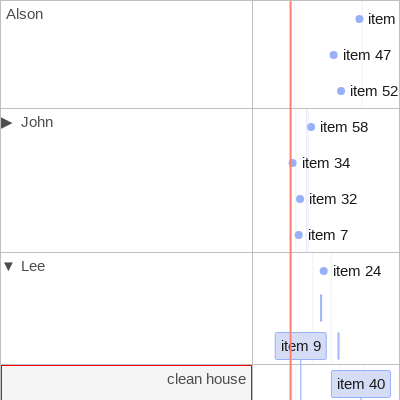 Alson
item
item 47
item 52
▶ John
item 58
item 34
item 32
item 7
▼ Lee
item 24
item 9
clean house
item 40